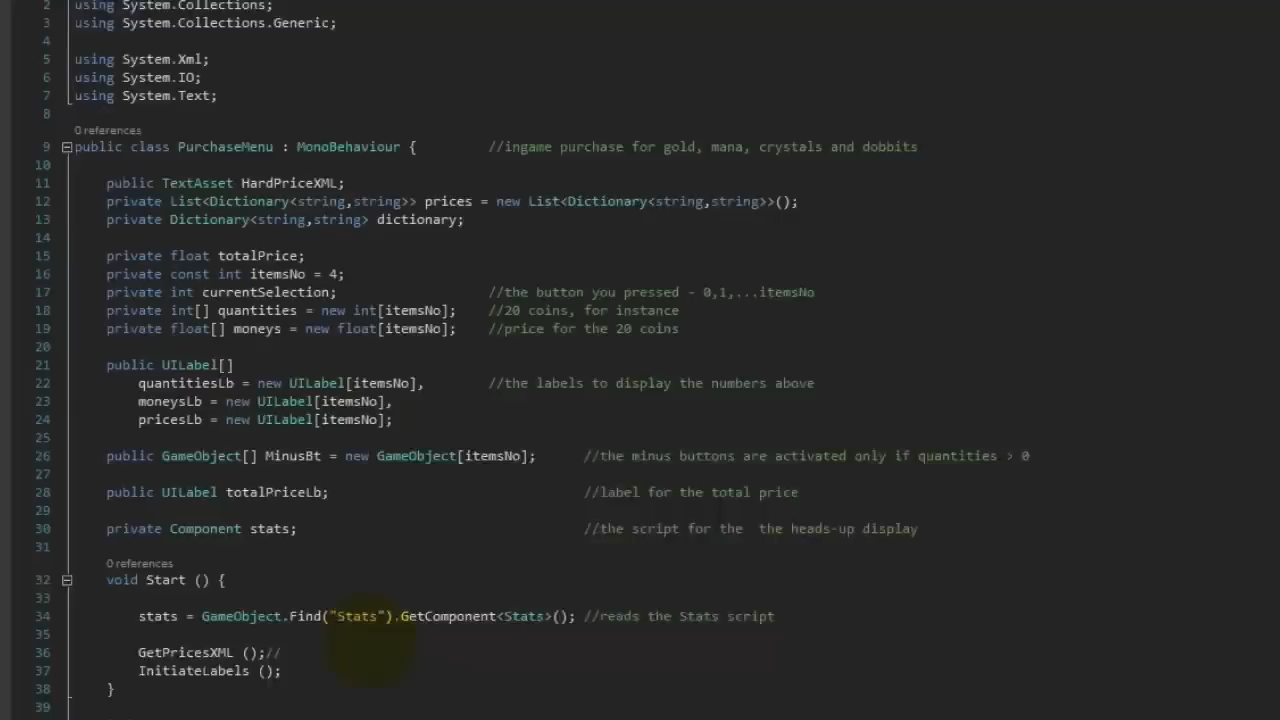 2 using System.Collections;
3 using System.Collections.Generic;
4
5 using System.Xml;
6 using System.IO;
7 using System.Text;
8
0 references
9 public class PurchaseMenu : MonoBehaviour { //ingame purchase for gold, mana, crystals and dobbits
10
11 public TextAsset HardPriceXML;
12 private List<Dictionary<string,string>> prices = new List<Dictionary<string,string>>();
13 private Dictionary<string,string> dictionary;
14
15 private float totalPrice;
16 private const int itemsNo = 4;
17 private int currentSelection; //the button you pressed - 0,1,...itemsNo
18 private int[] quantities = new int[itemsNo]; //20 coins, for instance
19 private float[] moneys = new float[itemsNo]; //price for the 20 coins
20
21 public UILabel[]
22 quantitiesLb = new UILabel[itemsNo], //the labels to display the numbers above
23 moneysLb = new UILabel[itemsNo],
24 pricesLb = new UILabel[itemsNo];
25
26 public GameObject[] MinusBt = new GameObject[itemsNo]; //the minus buttons are activated only if quantities > 0
27
28 public UILabel totalPriceLb; //label for the total price
29
30 private Component stats; //the script for the  the heads-up display
31
0 references
32 void Start () {
33
34 stats = GameObject.Find("Stats").GetComponent<Stats>(); //reads the Stats script
35
36 GetPricesXML ();//
37 InitiateLabels ();
38 }
39